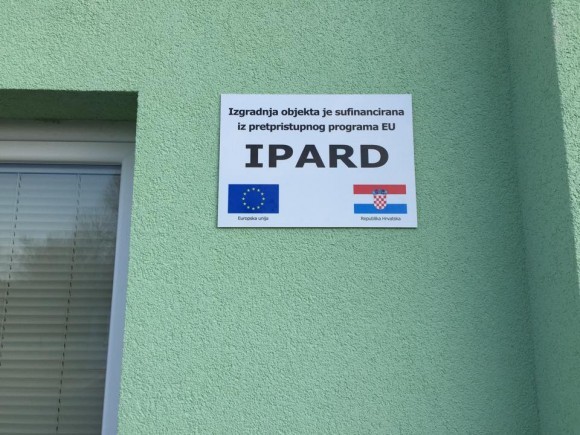 Izgradnja objekta je sufinancirana
iz pretpristupnog programa EU
IPARD
Europska unija
Republika Hrvatska